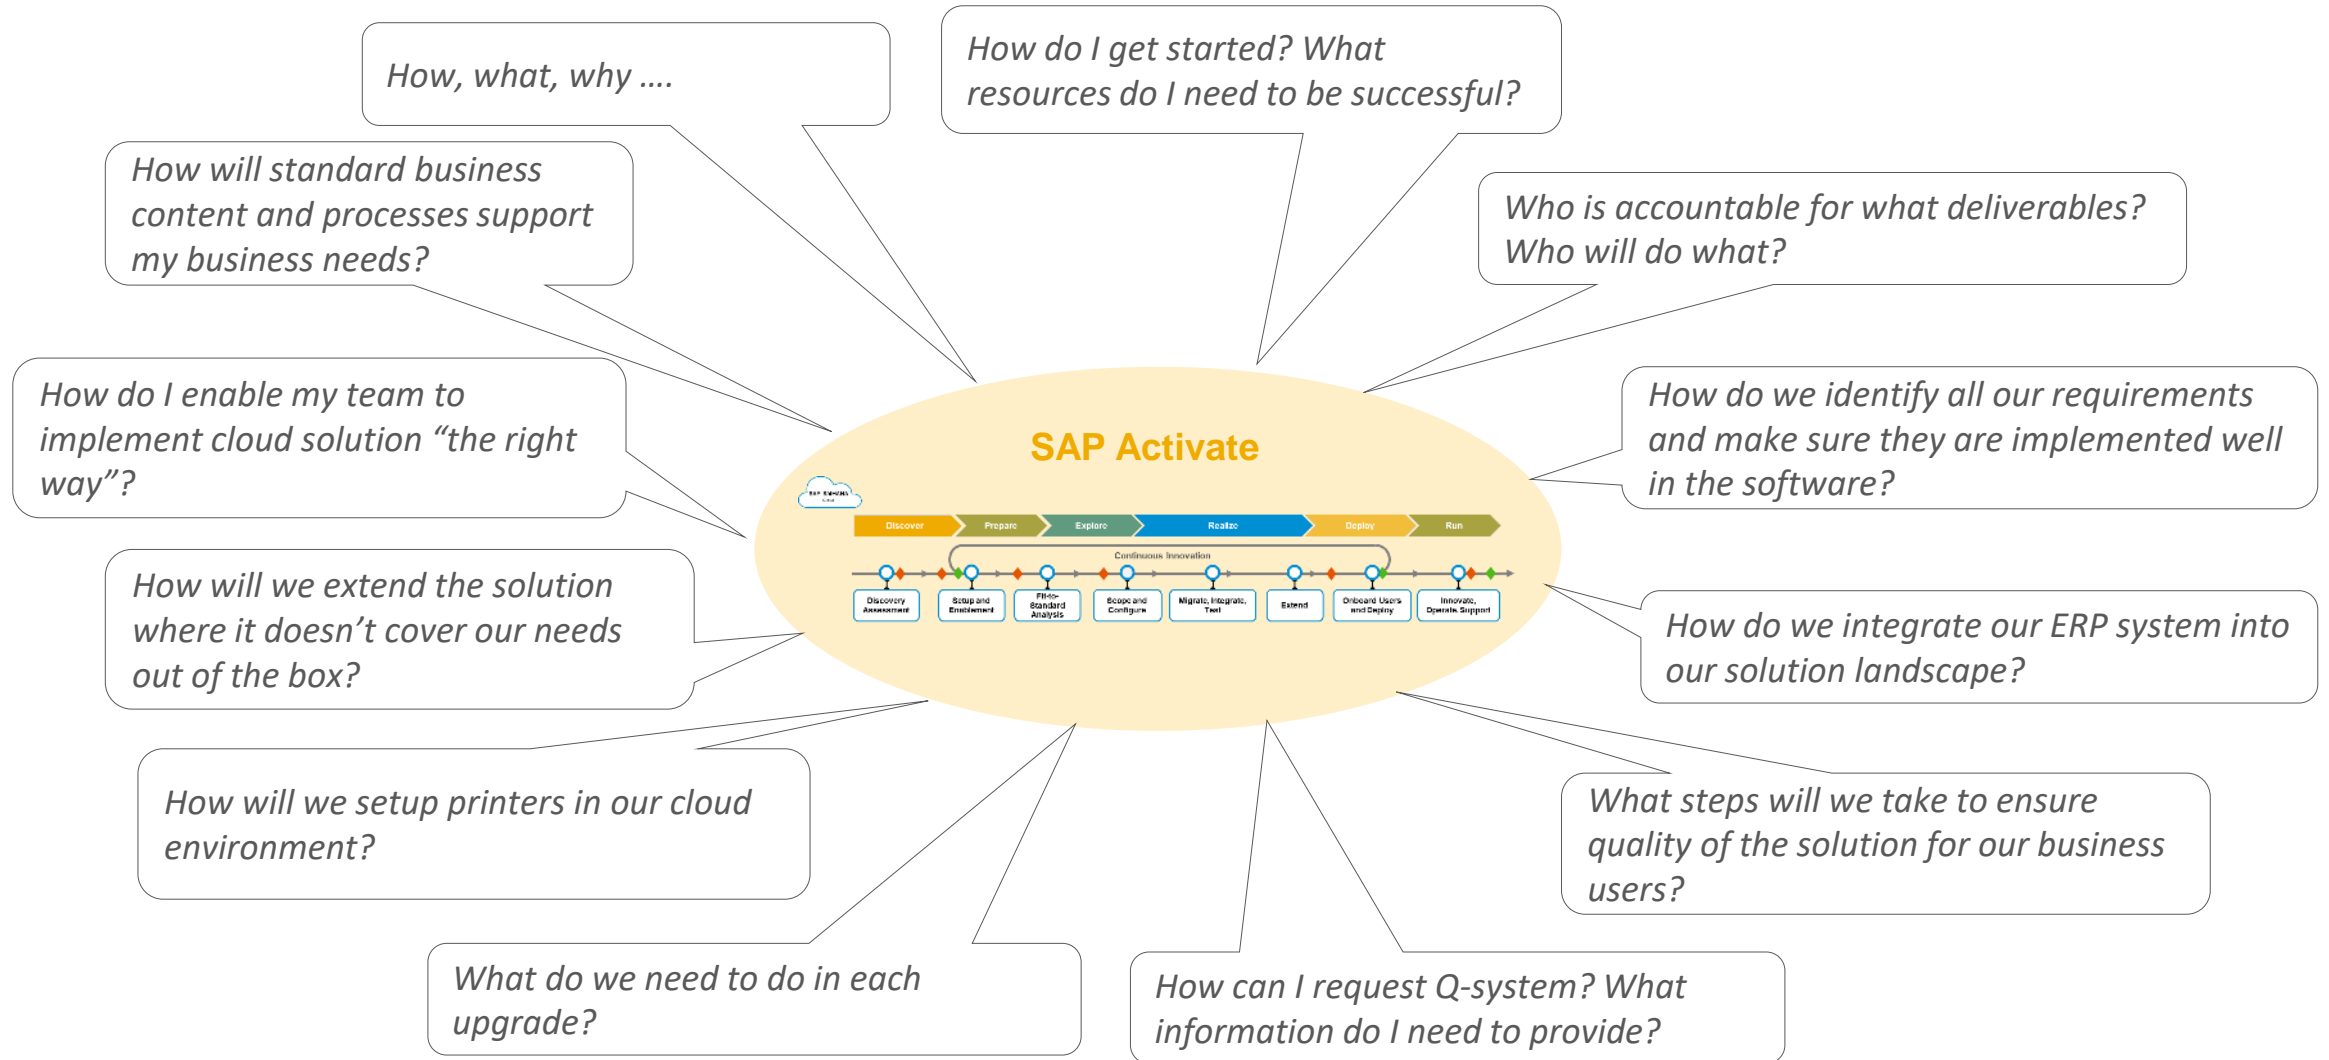 How, what, why ....
How do I get started? What
resources do I need to be successful?
How will standard business
content and processes support
my business needs?
Who is accountable for what deliverables?
Who will do what?
How do I enable my team to
implement cloud solution “the right
way”?
How do we identify all our requirements
and make sure they are implemented well
in the software?
SAP Activate
SAP S/4HANA
Discover
Prepare
Explore
Realize
Deploy
Run
Continuous Innovation
Discovery
Assessment
Setup and
Enablement
Fit-to-
Standard
Analysis
Scope and
Configure
Migrate, Integrate,
Test
Extend
Onboard Users
and Deploy
Innovate,
Operate, Support
How will we extend the solution
where it doesn’t cover our needs
out of the box?
How do we integrate our ERP system into
our solution landscape?
How will we setup printers in our cloud
environment?
What steps will we take to ensure
quality of the solution for our business
users?
What do we need to do in each
upgrade?
How can I request Q-system? What
information do I need to provide?